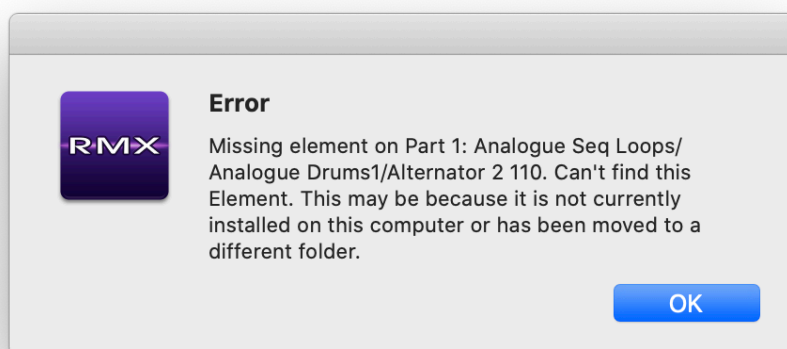 RMX
Error
Missing element on Part 1: Analogue Seq Loops/
Analogue Drums1/Alternator 2 110. Can't find this
Element. This may be because it is not currently
installed on this computer or has been moved to a
different folder.
OK